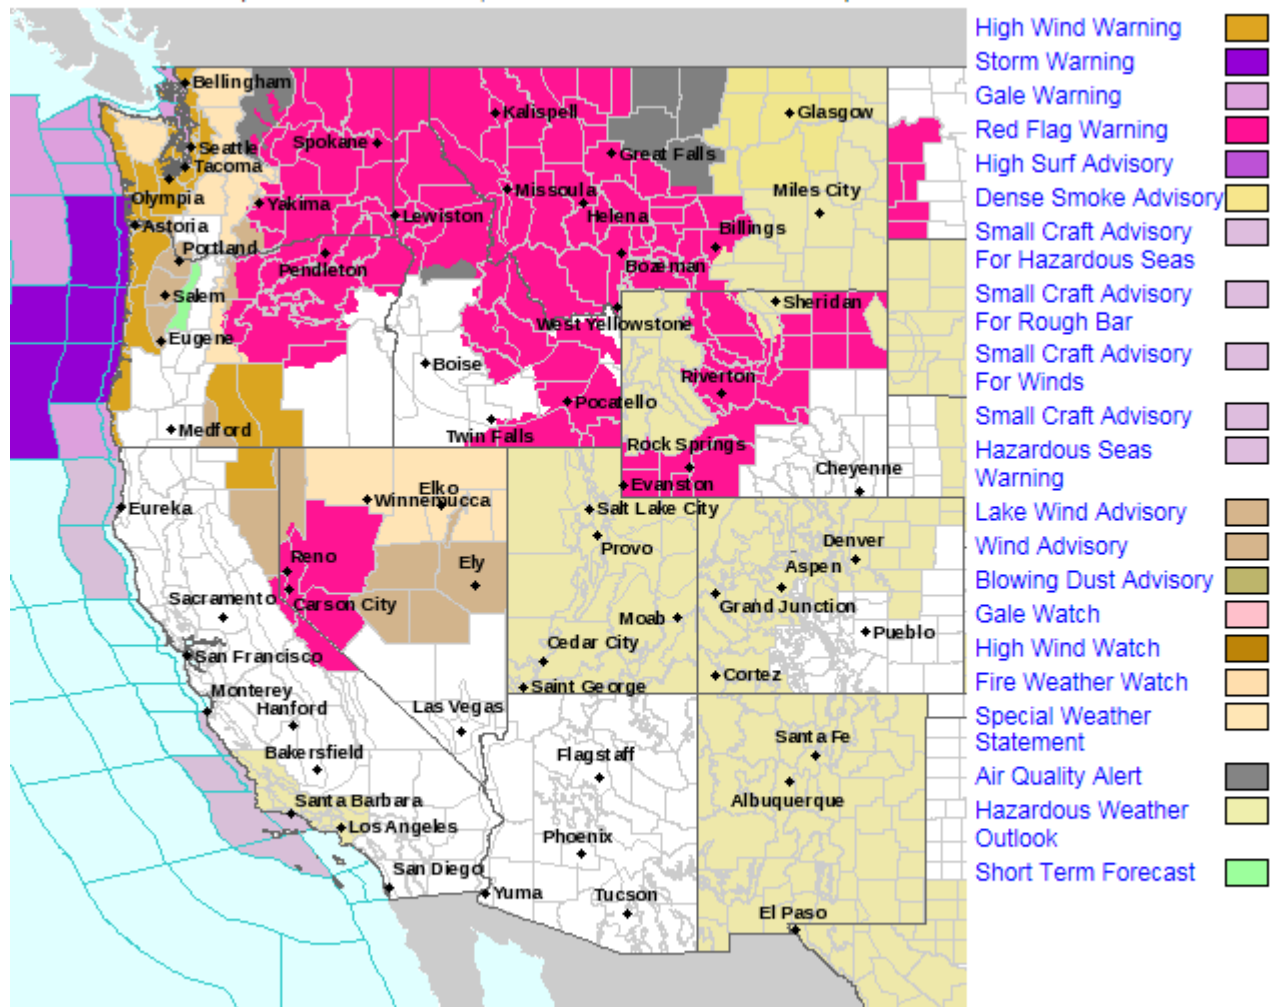 High Wind Warning
Storm Warning
Gale Warning
Red Flag Warning
High Surf Advisory
Dense Smoke Advisory
Small Craft Advisory
For Hazardous Seas
Small Craft Advisory
For Rough Bar
Small Craft Advisory
For Winds
Small Craft Advisory
Hazardous Seas
Warning
Lake Wind Advisory
Wind Advisory
Blowing Dust Advisory
Gale Watch
High Wind Watch
Fire Weather Watch
Special Weather
Statement
Air Quality Alert
Hazardous Weather
Outlook
Short Term Forecast
Bellingham
Seattle
Tacoma
Olympia
Astoria
Portland
Salem
Eugene
Medford
Spokane
Yakima
Pendleton
Lewiston
Kalispell
Missoula
Great Falls
Helena
Bozeman
Billings
Glasgow
Miles City
West Yellowstone
Boise
Pocatello
Twin Falls
Sheridan
Riverton
Rock Springs
Evanston
Cheyenne
Eureka
Elko
Winnemucca
Reno
Ely
Carson City
Sacramento
San Francisco
Monterey
Hanford
Bakersfield
Las Vegas
Santa Barbara
Los Angeles
San Diego
Salt Lake City
Provo
Moab
Cedar City
Saint George
Denver
Aspen
Grand Junction
Pueblo
Cortez
Flagstaff
Phoenix
Yuma
Tucson
Santa Fe
Albuquerque
El Paso